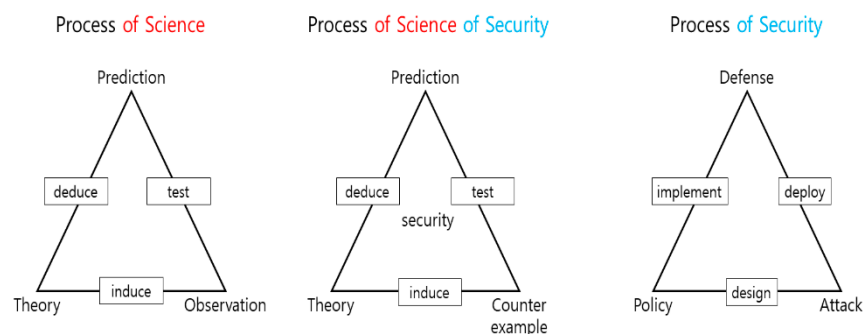 Process of Science
Prediction
deduce
test
induce
Theory
Observation
Process of Science of Security
Prediction
deduce
test
security
induce
Theory
Counter
example
Process of Security
Defense
implement
deploy
design
Policy
Attack